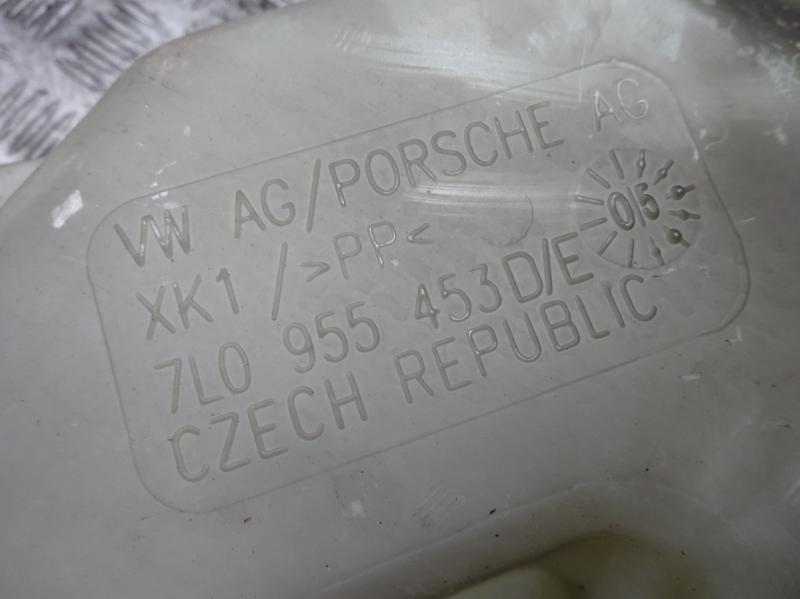 VW AG/PORSCHE AG
XK1 / >PP<
7L0 955 453D/E
CZECH REPUBLIC
05